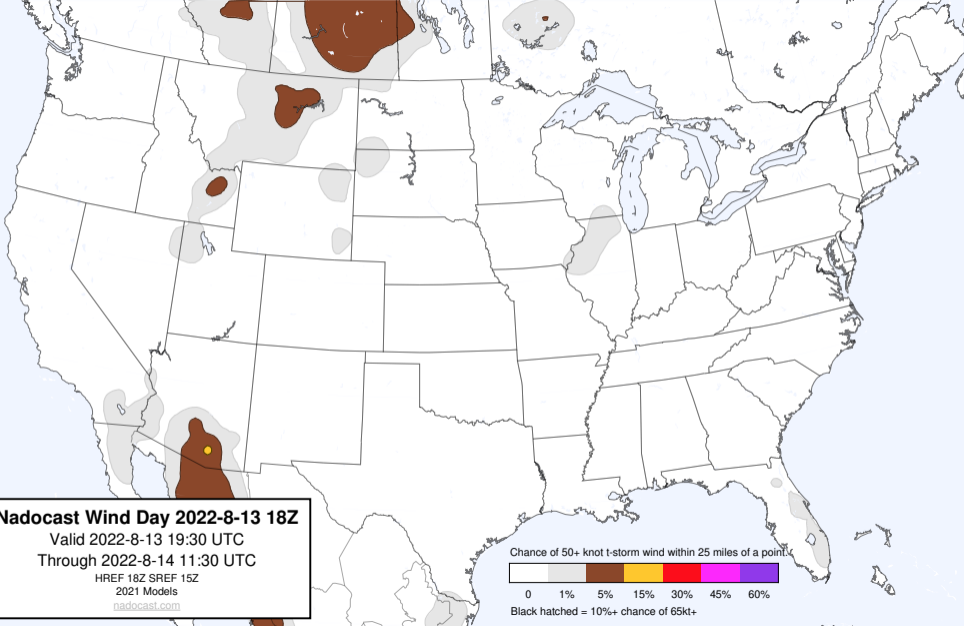 Nadocast Wind Day 2022-8-13 18Z
Valid 2022-8-13 19:30 UTC
Through 2022-8-14 11:30 UTC
HREF 18Z SREF 15Z
2021 Models
nadocast.com
Chance of 50+ knot t-storm wind within 25 miles of a point.
0 1% 5% 15% 30% 45% 60%
Black hatched = 10%+ chance of 65kt+